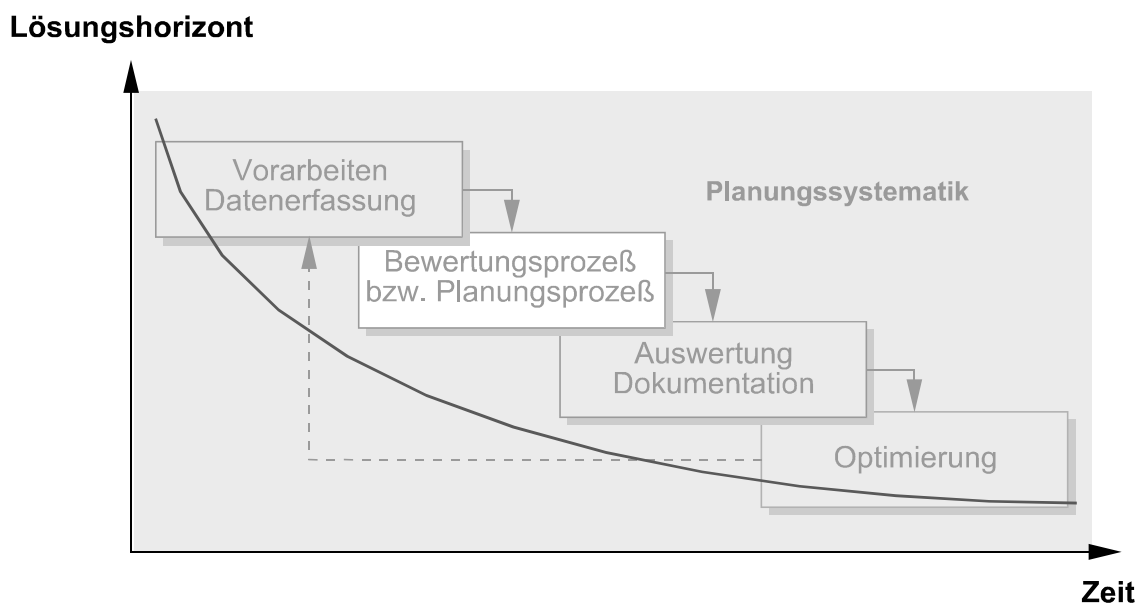 Lösungshorizont
Vorarbeiten
Datenerfassung
Planungssystematik
Bewertungsprozeß
bzw. Planungsprozeß
Auswertung
Dokumentation
Optimierung
Zeit